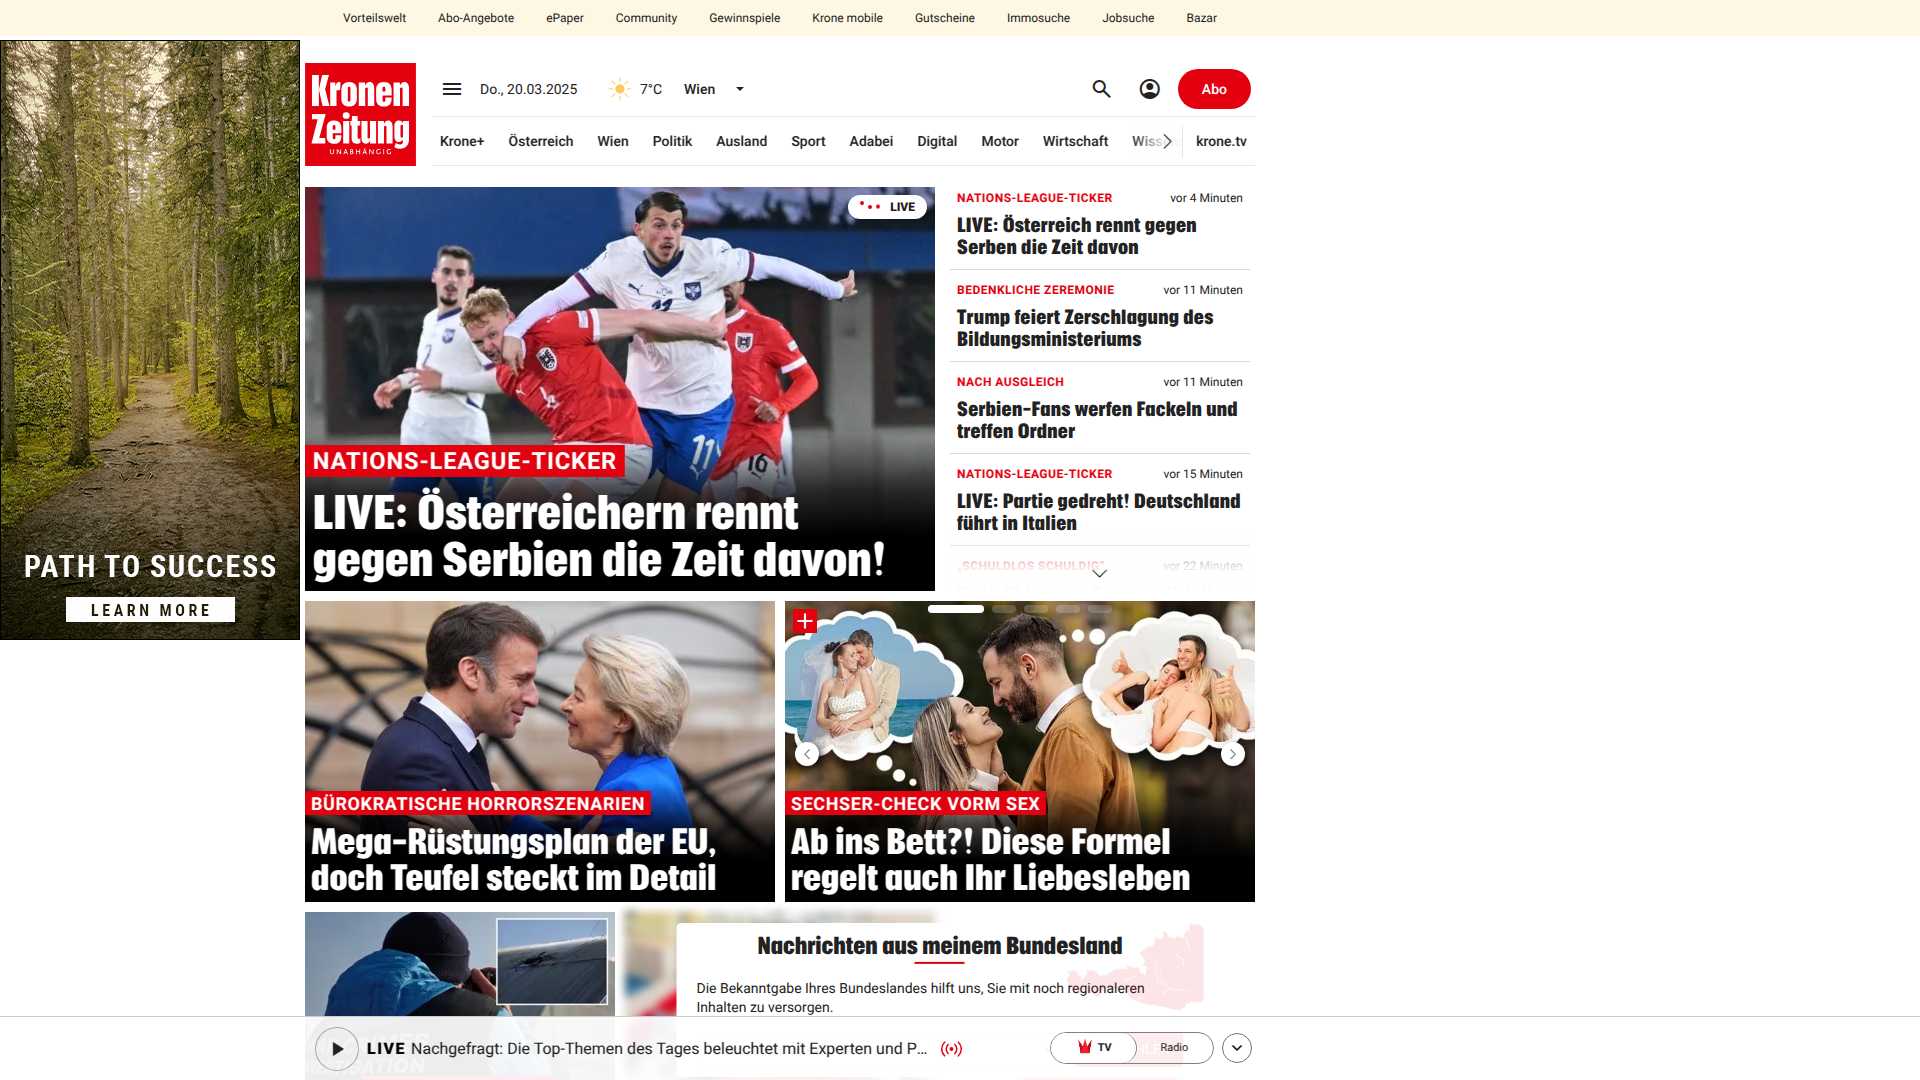 Vorteilswelt Abo-Angebote ePaper Community Gewinnspiele Krone mobile Gutscheine Immosuche Jobsuche Bazar
Kronen
Zeitung
UNABHÄNGIG
Do., 20.03.2025 7°C Wien Abo
Krone+ Österreich Wien Politik Ausland Sport Adabei Digital Motor Wirtschaft krone.tv
PATH TO SUCCESS
LEARN MORE
LIVE
NATIONS-LEAGUE-TICKER
LIVE: Österreichern rennt
gegen Serbien die Zeit davon!
NATIONS-LEAGUE-TICKER vor 4 Minuten
LIVE: Österreich rennt gegen
Serben die Zeit davon
BEDENKLICHE ZEREMONIE vor 11 Minuten
Trump feiert Zerschlagung des
Bildungsministeriums
NACH AUSGLEICH vor 11 Minuten
Serbien-Fans werfen Fackeln und
treffen Ordner
NATIONS-LEAGUE-TICKER vor 15 Minuten
LIVE: Partie gedreht! Deutschland
führt in Italien
„SCHULDLOS SCHULDIG“ vor 22 Minuten
BÜROKRATISCHE HORRORSZENARIEN
Mega-Rüstungsplan der EU,
doch Teufel steckt im Detail
SECHSER-CHECK VORM SEX
Ab ins Bett?! Diese Formel
regelt auch Ihr Liebesleben
Nachrichten aus meinem Bundesland
Die Bekanntgabe Ihres Bundeslandes hilft uns, Sie mit noch regionaleren
Inhalten zu versorgen.
LIVE Nachgefragt: Die Top-Themen des Tages beleuchtet mit Experten und P...
TV Radio